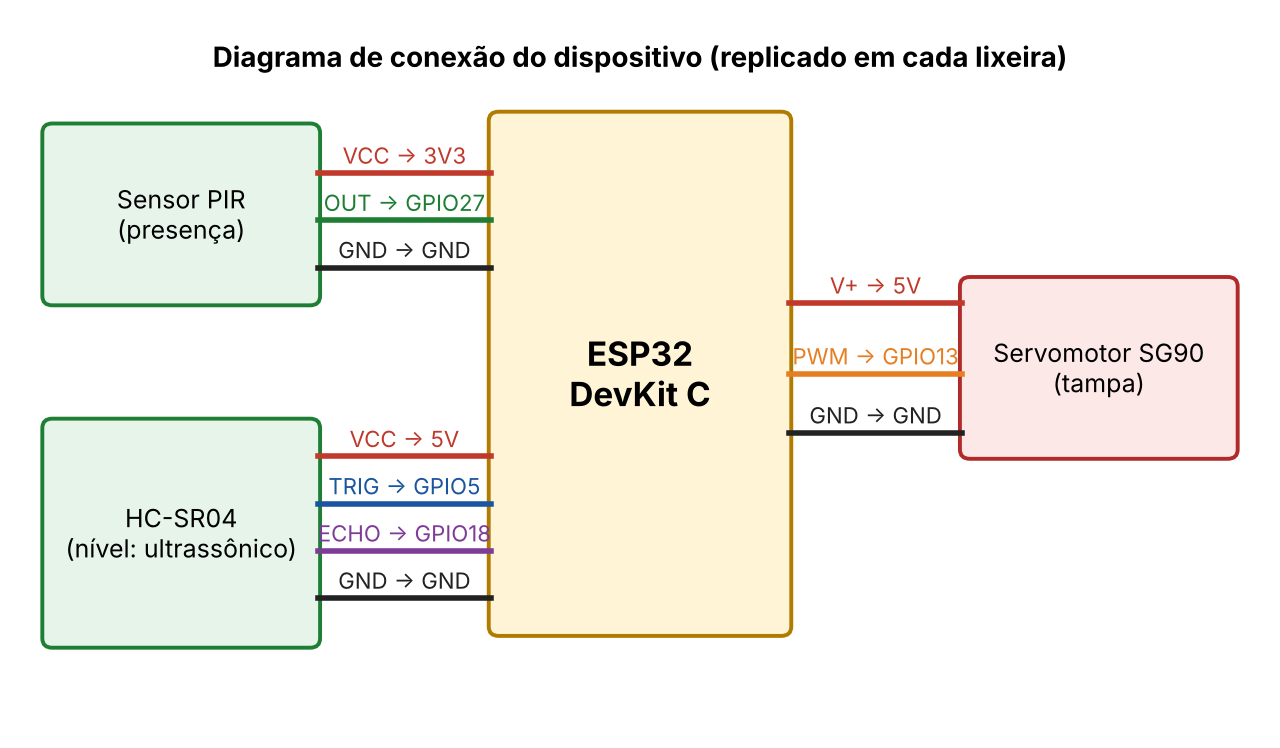 Diagrama de conexão do dispositivo (replicado em cada lixeira)
Sensor PIR
(presença)
VCC → 3V3
OUT → GPIO27
GND → GND
HC-SR04
(nível: ultrassônico)
VCC → 5V
TRIG → GPIO5
ECHO → GPIO18
GND → GND
ESP32
DevKit C
V+ → 5V
PWM → GPIO13
GND → GND
Servomotor SG90
(tampa)